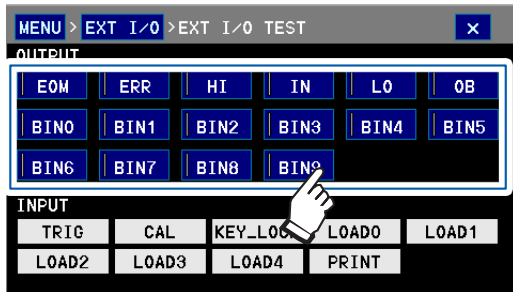 MENU > EXT I/O > EXT I/O TEST ×
OUTPUT
EOM ERR HI IN LO OB
BIN0 BIN1 BIN2 BIN3 BIN4 BIN5
BIN6 BIN7 BIN8 BIN9
INPUT
TRIG CAL KEY_LOCK LOAD0 LOAD1
LOAD2 LOAD3 LOAD4 PRINT